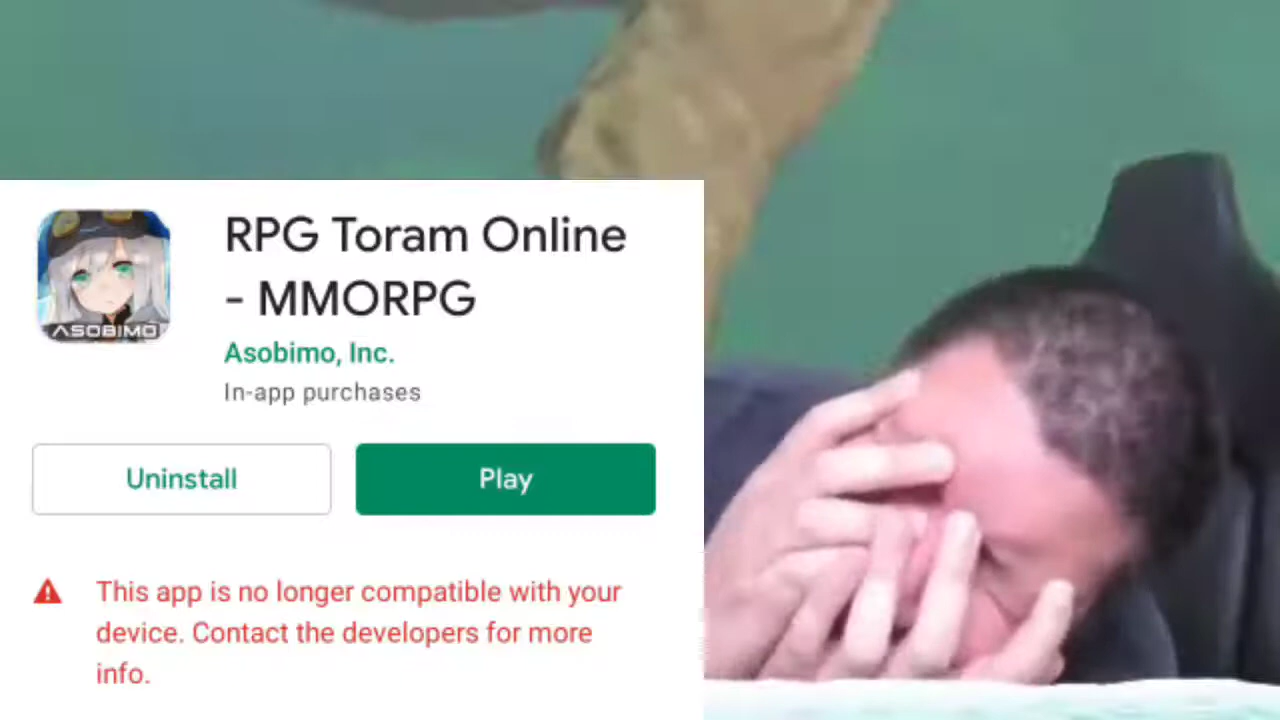 RPG Toram Online
- MMORPG
Asobimo, Inc.
In-app purchases
ASOBIMO
Uninstall
Play
This app is no longer compatible with your
device. Contact the developers for more
info.